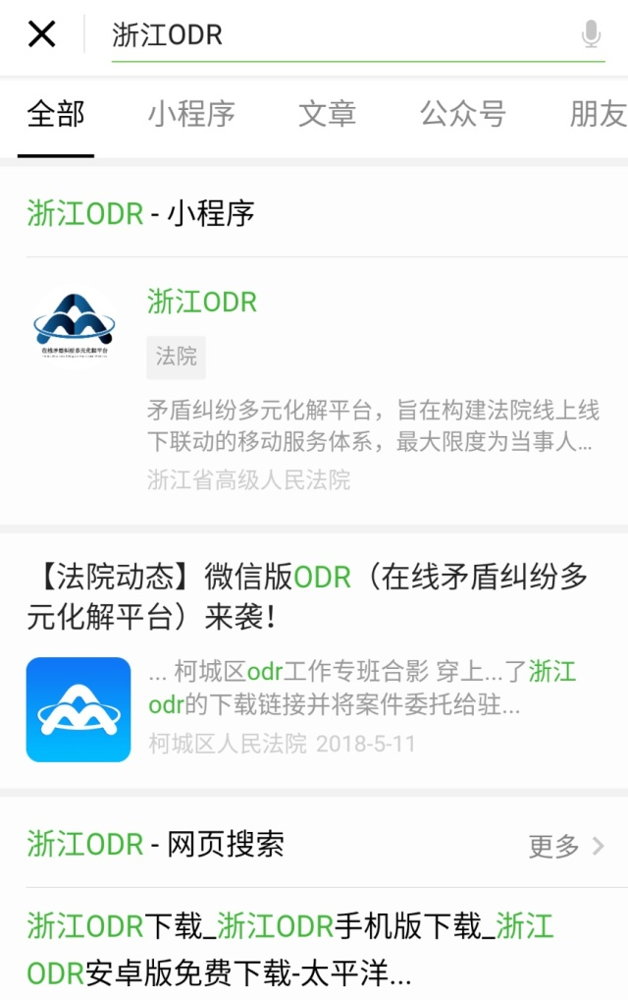 浙江ODR
全部 小程序 文章 公众号 朋友
浙江ODR - 小程序
浙江ODR
在线矛盾纠纷多元化解平台
法院
矛盾纠纷多元化解平台，旨在构建法院线上线
下联动的移动服务体系，最大限度为当事人...
浙江省高级人民法院
【法院动态】微信版ODR（在线矛盾纠纷多
元化解平台）来袭！
... 柯城区odr工作专班合影 穿上...了浙江
odr的下载链接并将案件委托给驻...
柯城区人民法院 2018-5-11
浙江ODR - 网页搜索
更多
浙江ODR下载_浙江ODR手机版下载_浙江
ODR安卓版免费下载-太平洋...